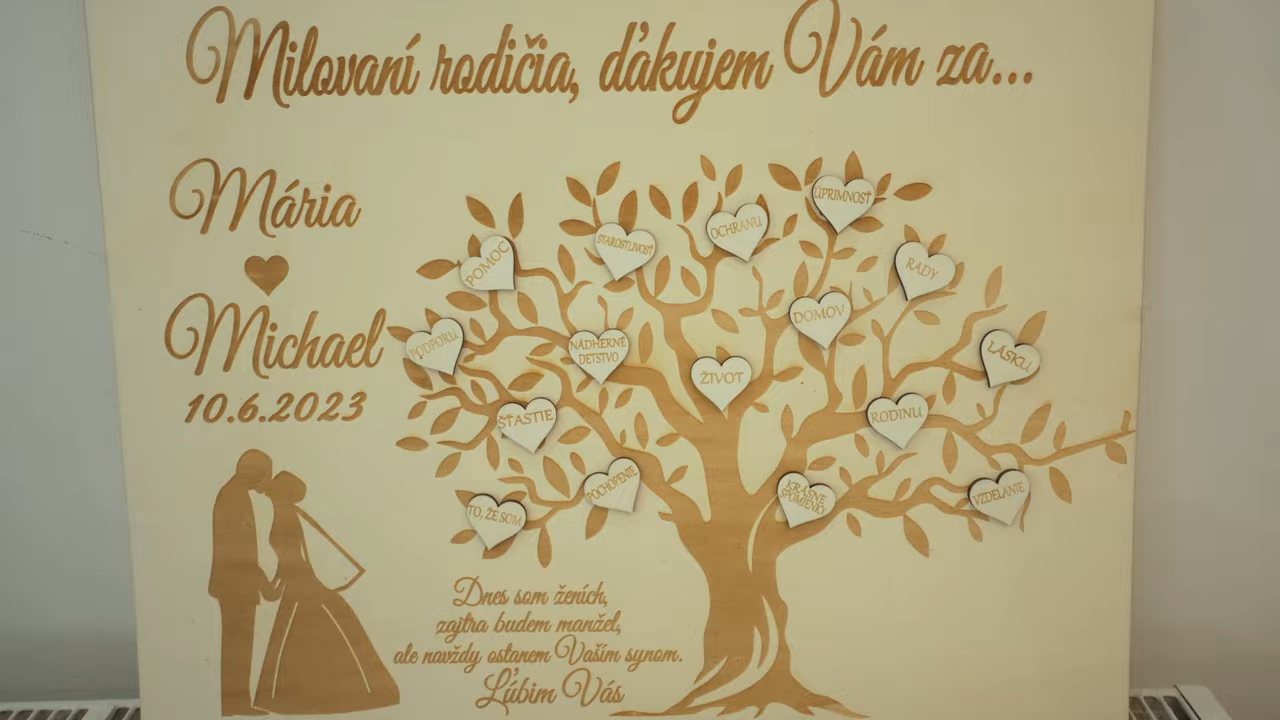 Milovaní rodičia, ďakujem Vám za...
Mária
Michael
10.6.2023
ÚPRIMNOSŤ
OCHRANU
STAROSTLIVOSŤ
POMOC
RADY
DOMOV
PODPORU
NÁDHERNÉ
DETSTVO
LÁSKU
ŽIVOT
ŠŤASTIE
RODINU
POCHOPENIE
KRÁSNE
SPOMIENKY
VZDELANIE
TO, ŽE SOM
Dnes som ženích,
zajtra budem manžel,
ale navždy ostanem Vaším synom.
Ľúbim Vás